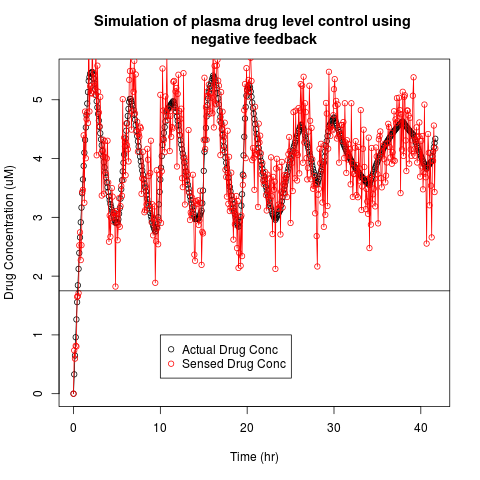 Simulation of plasma drug level control using
negative feedback
Drug Concentration (uM)
5
4
3
2
1
0
Actual Drug Conc
Sensed Drug Conc
0 10 20 30 40
Time (hr)